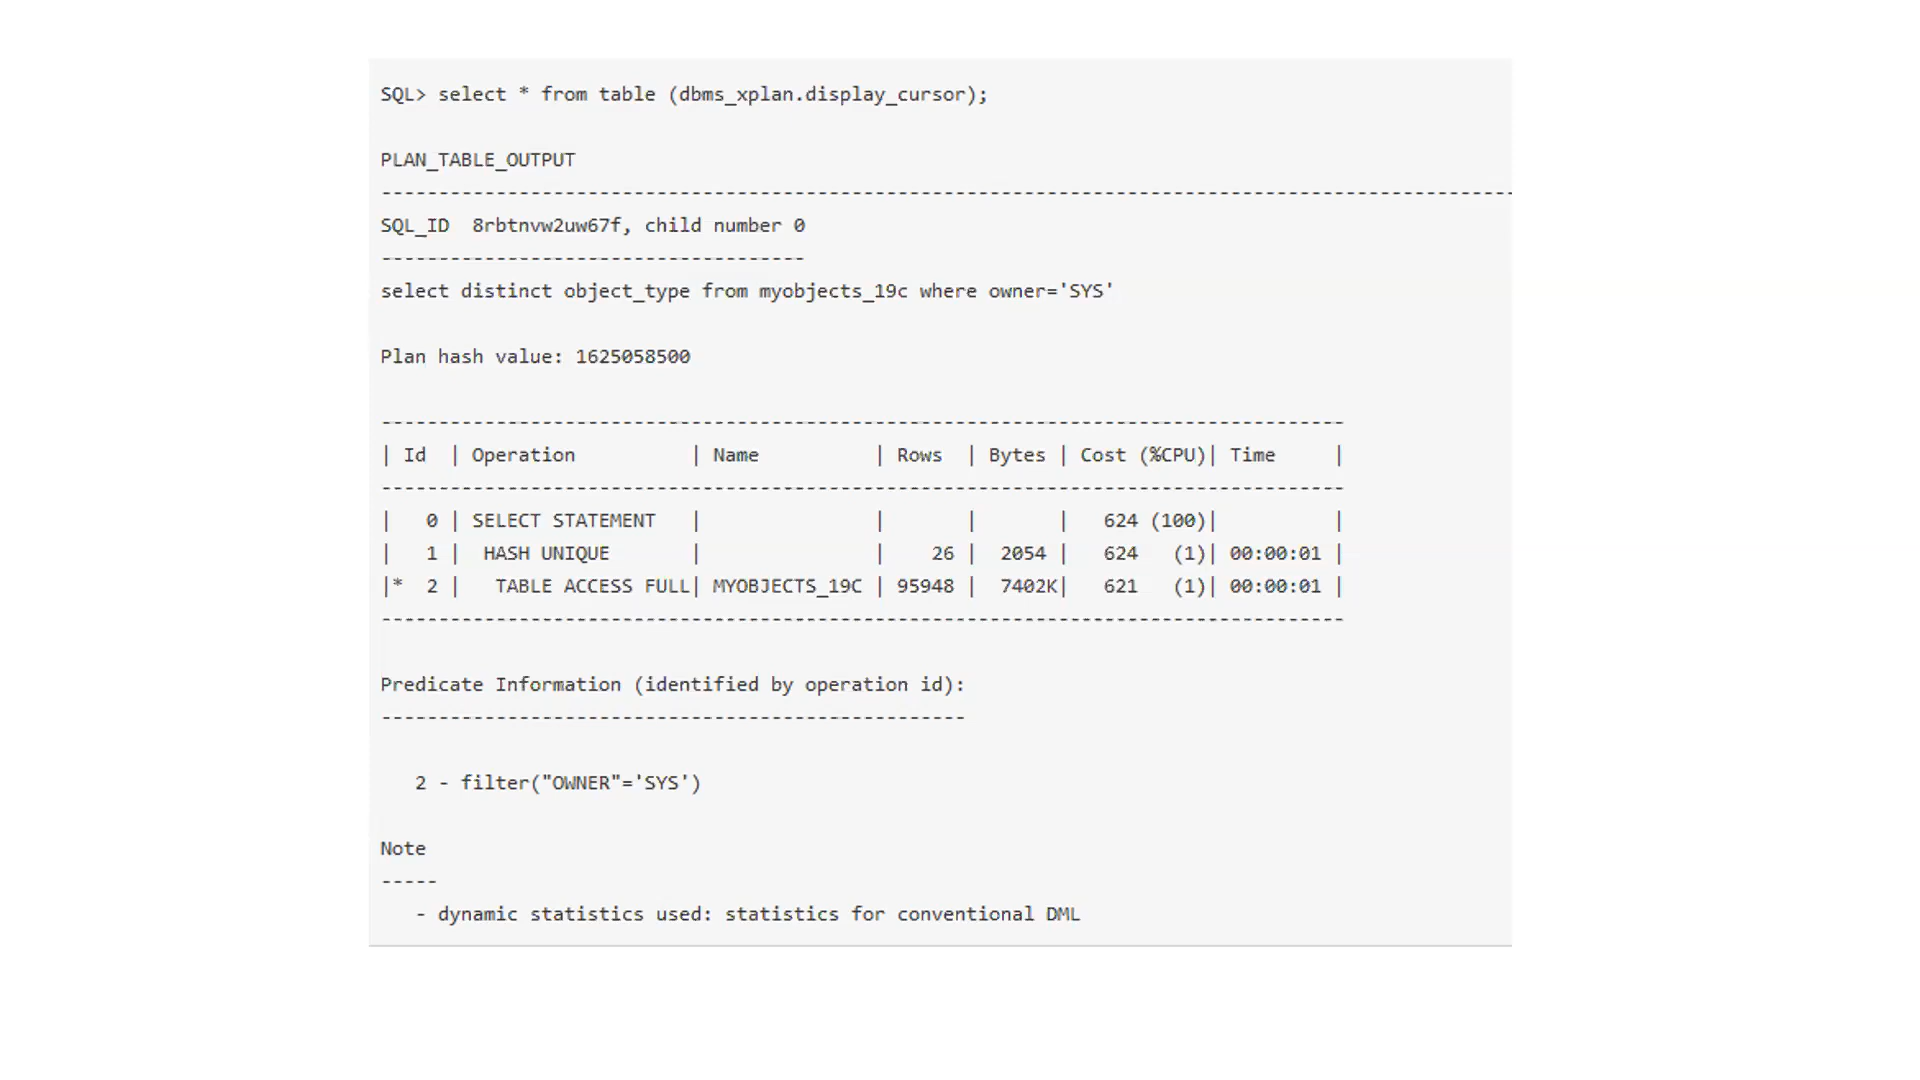 SQL> select * from table (dbms_xplan.display_cursor);
PLAN_TABLE_OUTPUT
---------------------------------------------------------------------------------------------------
SQL_ID  8rbtnvw2uw67f, child number 0
-------------------------------------
select distinct object_type from myobjects_19c where owner='SYS'
Plan hash value: 1625058500
------------------------------------------------------------------------------------
| Id  | Operation          | Name          | Rows  | Bytes | Cost (%CPU)| Time     |
------------------------------------------------------------------------------------
|   0 | SELECT STATEMENT   |               |       |       |   624 (100)|          |
|   1 |  HASH UNIQUE       |               |    26 |  2054 |   624   (1)| 00:00:01 |
|*  2 |   TABLE ACCESS FULL| MYOBJECTS_19C | 95948 |  7402K|   621   (1)| 00:00:01 |
------------------------------------------------------------------------------------
Predicate Information (identified by operation id):
---------------------------------------------------
   2 - filter("OWNER"='SYS')
Note
-----
   - dynamic statistics used: statistics for conventional DML